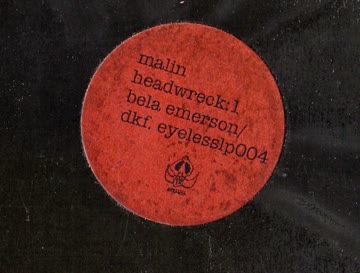 malin
headwreck:1
bela emerson/
dkf. eyelesslp004